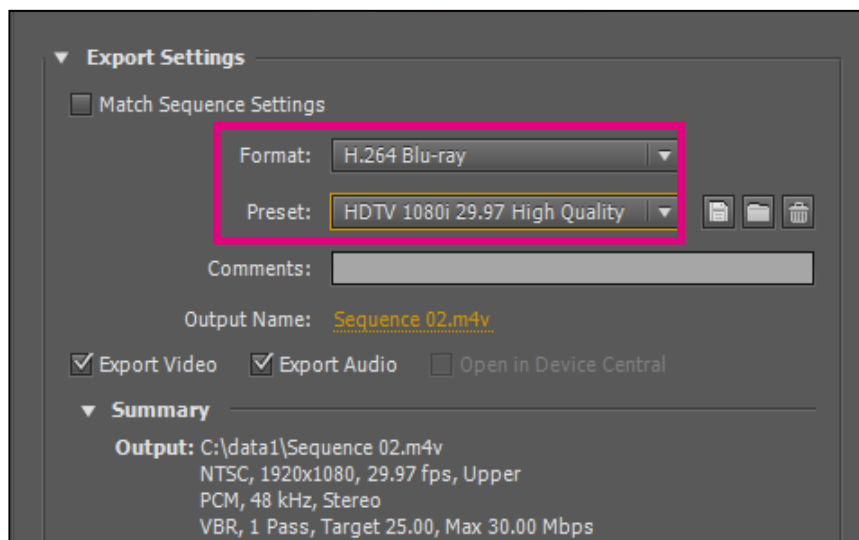 Export Settings
Match Sequence Settings
Format: H.264 Blu-ray
Preset: HDTV 1080i 29.97 High Quality
Comments:
Output Name: Sequence 02.m4v
Export Video Export Audio Open in Device Central
Summary
Output: C:\data1\Sequence 02.m4v
NTSC, 1920x1080, 29.97 fps, Upper
PCM, 48 kHz, Stereo
VBR, 1 Pass, Target 25.00, Max 30.00 Mbps